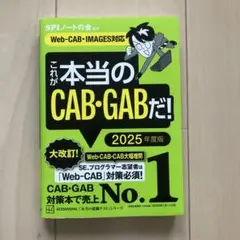 SPIノートの会 編著
Web-CAB・IMAGES対応
これが
本当の
CAB・GABだ!
2025年度版
大改訂!
Web-CAB・CAB大幅増問
SE、プログラマー志望者は
「Web-CAB」対策必須!
CAB・GAB
対策本で売上
No.1